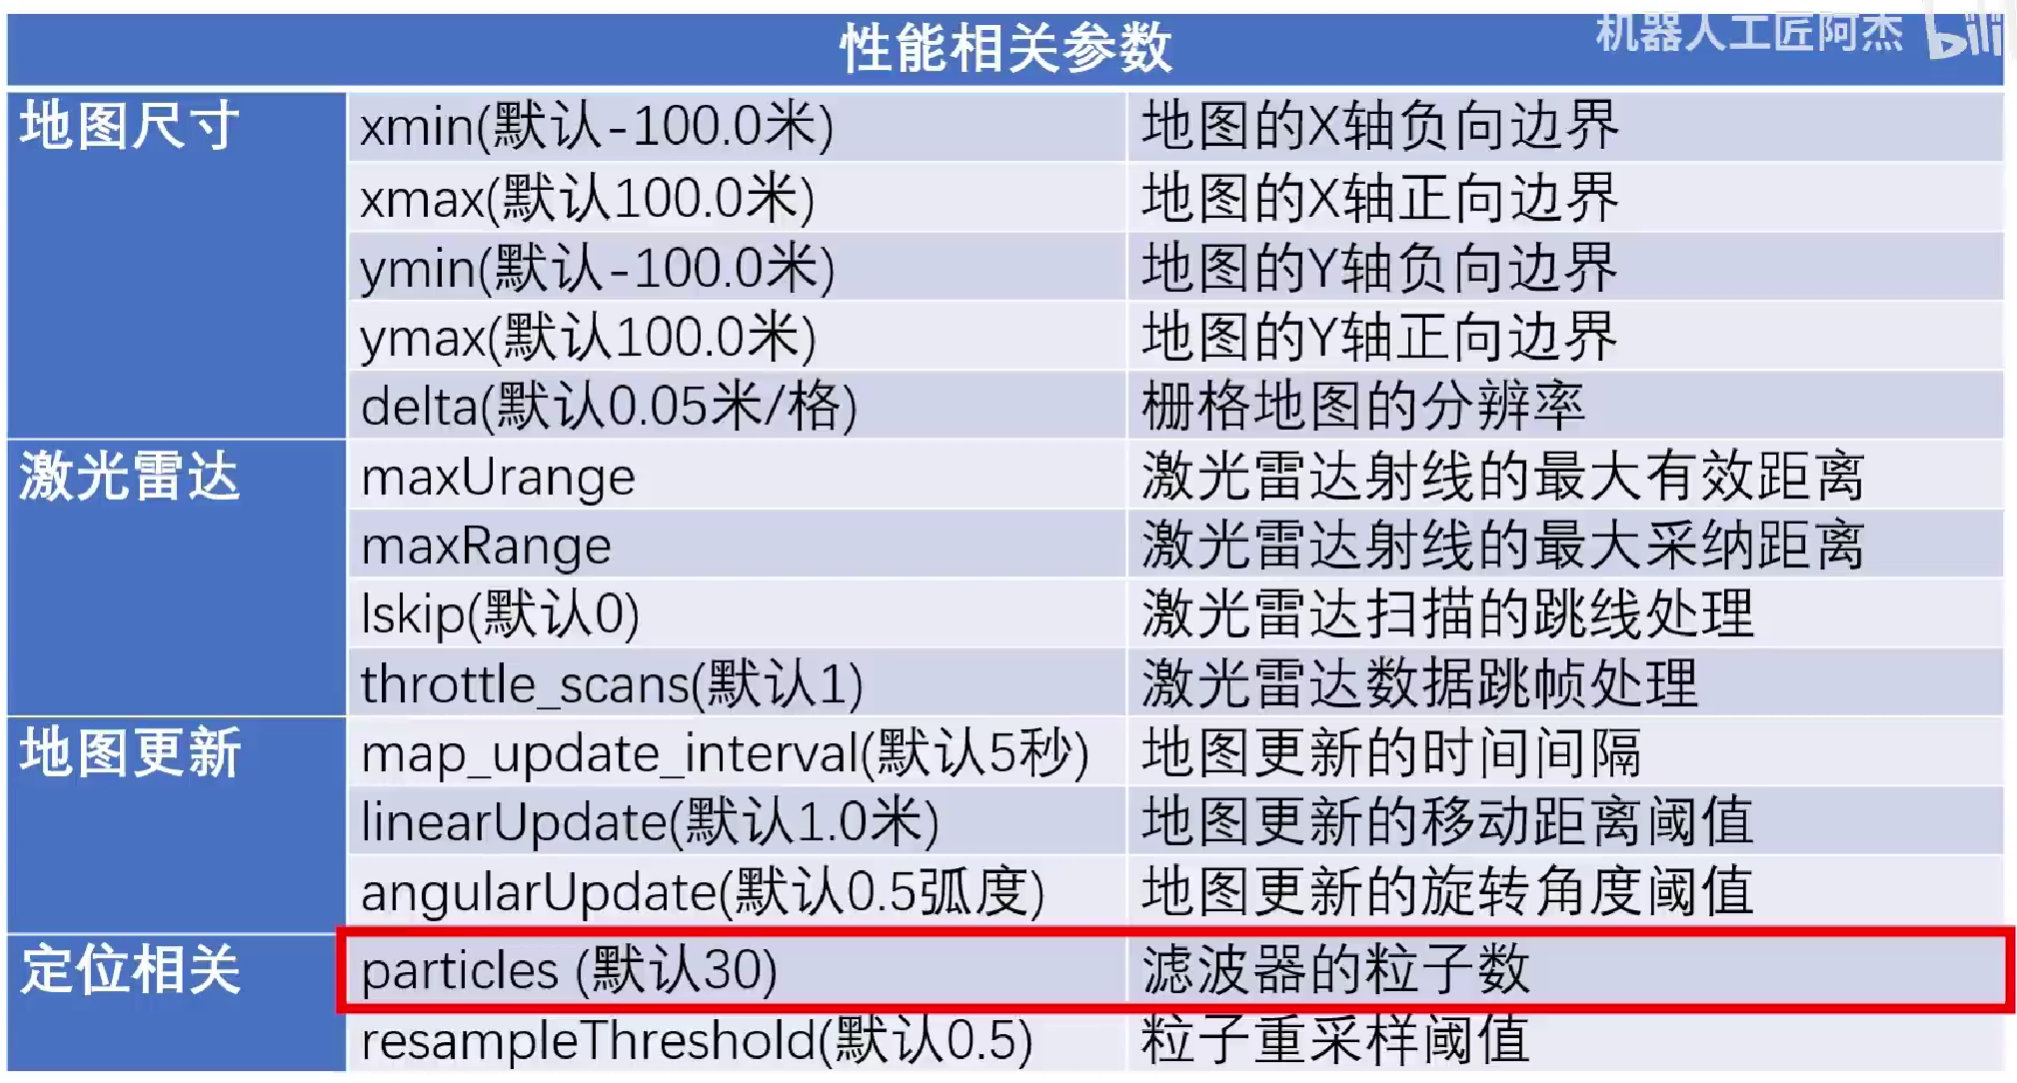 性能相关参数
机器人工匠阿杰 bili
地图尺寸
xmin(默认-100.0米) 地图的X轴负向边界
xmax(默认100.0米) 地图的X轴正向边界
ymin(默认-100.0米) 地图的Y轴负向边界
ymax(默认100.0米) 地图的Y轴正向边界
delta(默认0.05米/格) 栅格地图的分辨率
激光雷达
maxUrange 激光雷达射线的最大有效距离
maxRange 激光雷达射线的最大采纳距离
lskip(默认0) 激光雷达扫描的跳线处理
throttle_scans(默认1) 激光雷达数据跳帧处理
地图更新
map_update_interval(默认5秒) 地图更新的时间间隔
linearUpdate(默认1.0米) 地图更新的移动距离阈值
angularUpdate(默认0.5弧度) 地图更新的旋转角度阈值
定位相关
particles (默认30) 滤波器的粒子数
resampleThreshold(默认0.5) 粒子重采样阈值